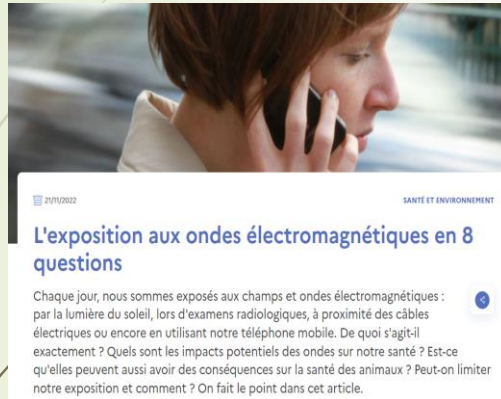 21/11/2022
SANTÉ ET ENVIRONNEMENT
L'exposition aux ondes électromagnétiques en 8
questions
Chaque jour, nous sommes exposés aux champs et ondes électromagnétiques :
par la lumière du soleil, lors d'examens radiologiques, à proximité des câbles
électriques ou encore en utilisant notre téléphone mobile. De quoi s'agit-il
exactement ? Quels sont les impacts potentiels des ondes sur notre santé ? Est-ce
qu'elles peuvent aussi avoir des conséquences sur la santé des animaux ? Peut-on limiter
notre exposition et comment ? On fait le point dans cet article.